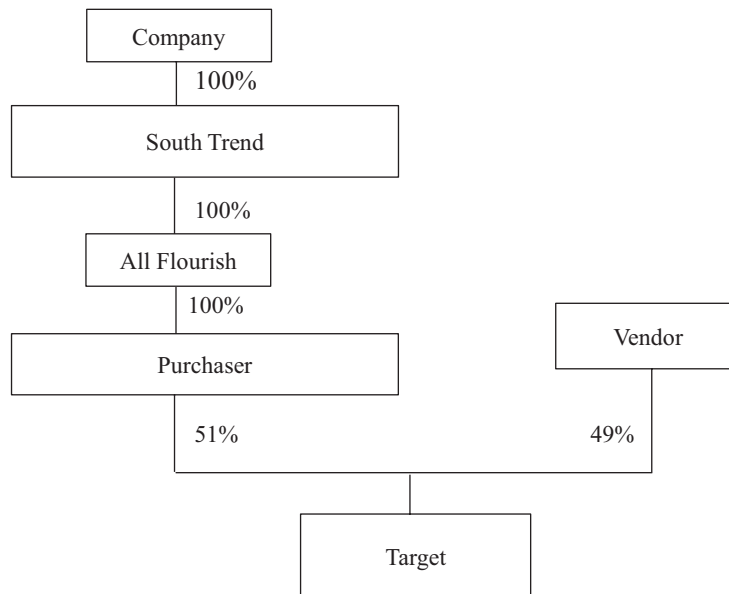 Company
100%
South Trend
100%
All Flourish
100%
Purchaser
Vendor
51%
49%
Target